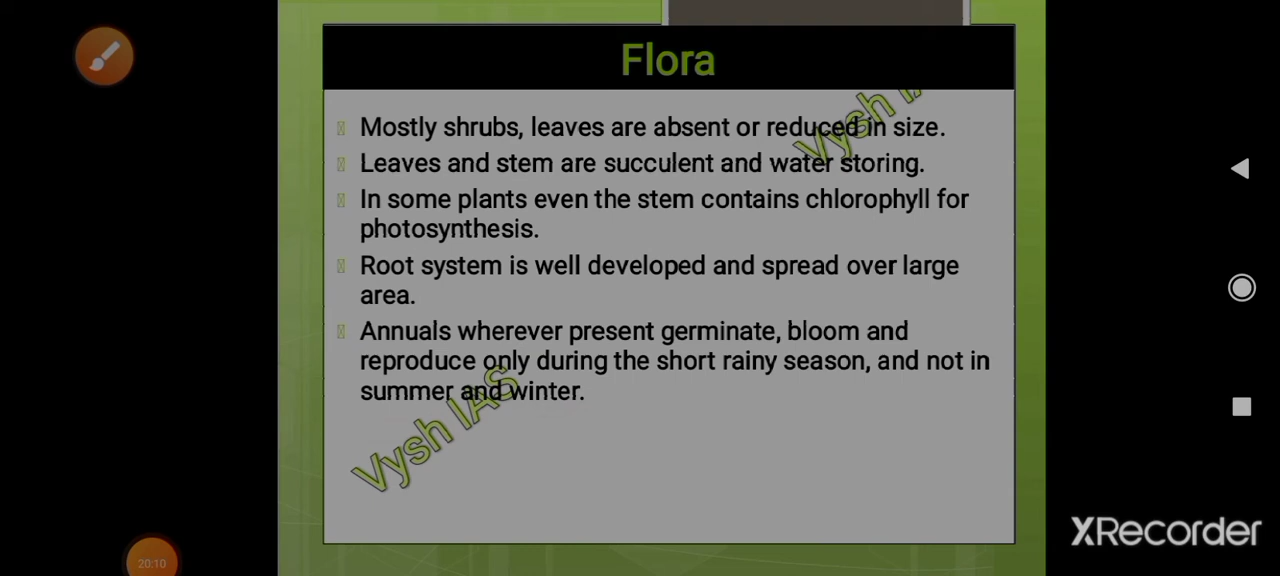 Flora
Mostly shrubs, leaves are absent or reduced in size.
Leaves and stem are succulent and water storing.
In some plants even the stem contains chlorophyll for
photosynthesis.
Root system is well developed and spread over large
area.
Annuals wherever present germinate, bloom and
reproduce only during the short rainy season, and not in
summer and winter.
Vysh IAS
Vysh
20:10
XRecorder